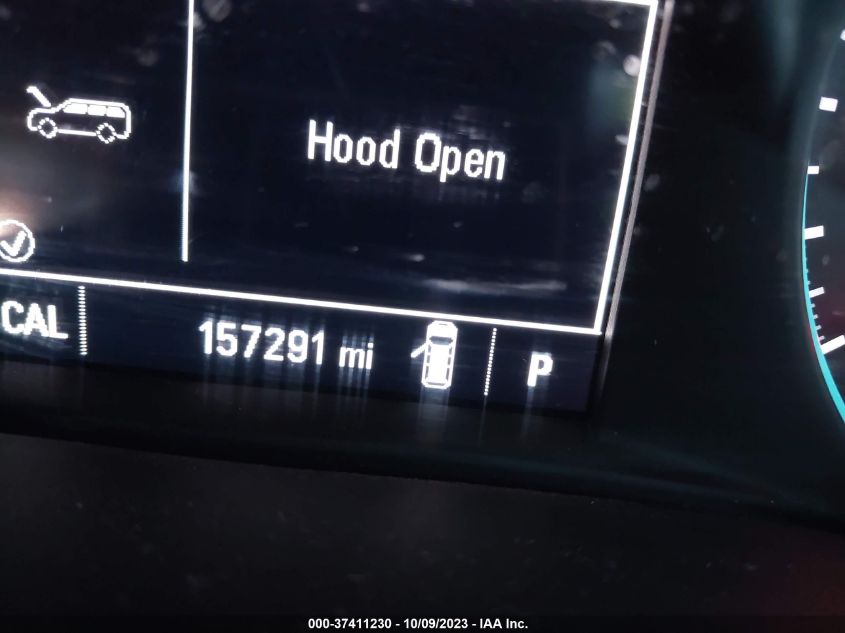 Hood Open
CAL 157291 mi P
000-37411230 - 10/09/2023 - IAA Inc.